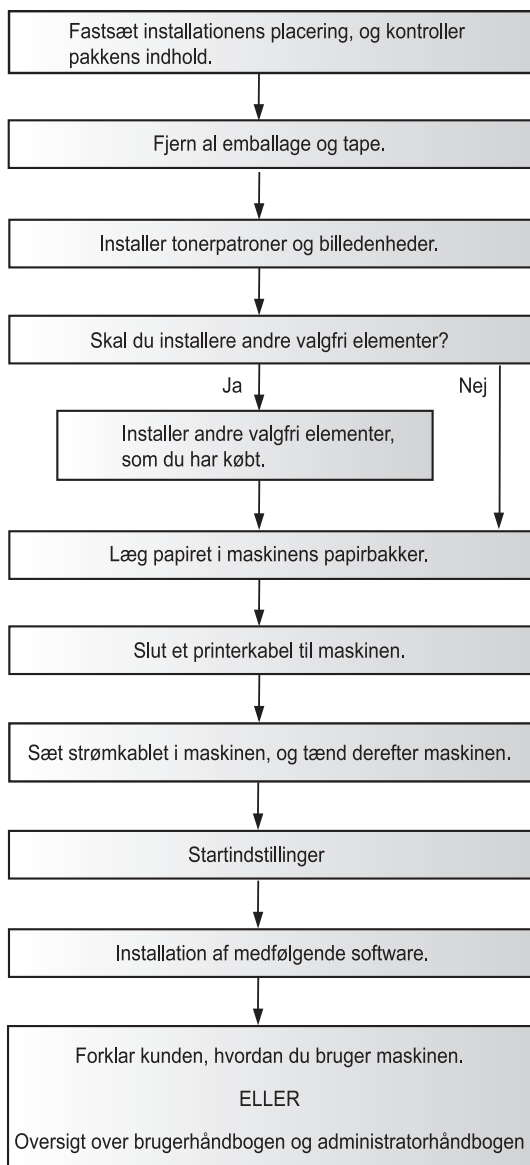 Fastsæt installationens placering, og kontroller
pakkens indhold.
Fjern al emballage og tape.
Installer tonerpatroner og billedenheder.
Skal du installere andre valgfri elementer?
Ja
Nej
Installer andre valgfri elementer,
som du har købt.
Læg papiret i maskinens papirbakker.
Slut et printerkabel til maskinen.
Sæt strømkablet i maskinen, og tænd derefter maskinen.
Startindstillinger
Installation af medfølgende software.
Forklar kunden, hvordan du bruger maskinen.
ELLER
Oversigt over brugerhåndbogen og administratorhåndbogen